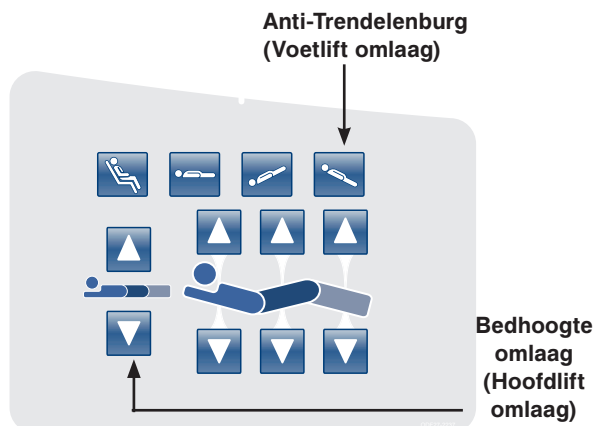 Anti-Trendelenburg
(Voetlift omlaag)
Bedhoogte
omlaag
(Hoofdlift
omlaag)